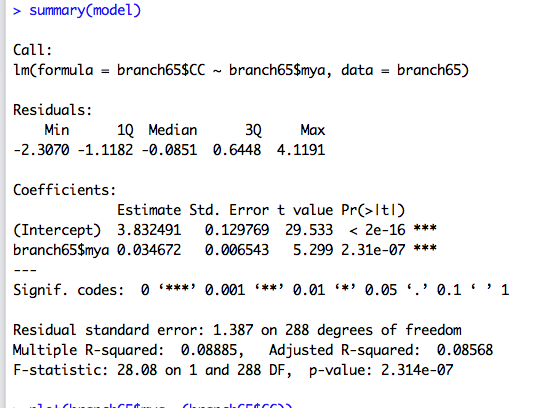 > summary(model)
Call:
lm(formula = branch65$CC ~ branch65$mya, data = branch65)
Residuals:
    Min      1Q  Median      3Q     Max
-2.3070 -1.1182 -0.0851  0.6448  4.1191
Coefficients:
             Estimate Std. Error t value Pr(>|t|)
(Intercept)  3.832491   0.129769  29.533  < 2e-16 ***
branch65$mya 0.034672   0.006543   5.299 2.31e-07 ***
---
Signif. codes:  0 ‘***’ 0.001 ‘**’ 0.01 ‘*’ 0.05 ‘.’ 0.1 ‘ ’ 1
Residual standard error: 1.387 on 288 degrees of freedom
Multiple R-squared:  0.08885,	Adjusted R-squared:  0.08568
F-statistic: 28.08 on 1 and 288 DF,  p-value: 2.314e-07